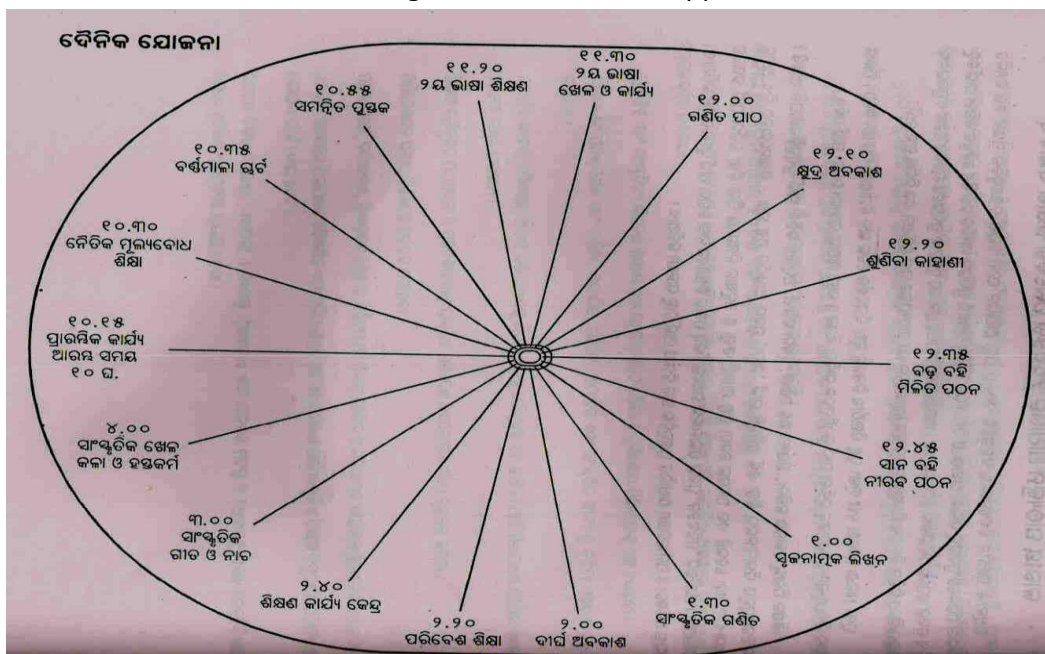 ଦୈନିକ ଯୋଜନା
୧୦.୧୫
ପ୍ରାରମ୍ଭିକ କାର୍ଯ୍ୟ
ଆରମ୍ଭ ସମୟ
୧୦ ଘ.
୧୦.୩୦
ନୈତିକ ମୂଲ୍ୟବୋଧ
ଶିକ୍ଷା
୧୦.୩୫
ବର୍ଣ୍ଣମାଳା ଚାର୍ଟ
୧୦.୫୫
ସମନ୍ୱିତ ପୁସ୍ତକ
୧୧.୨୦
୨ୟ ଭାଷା ଶିକ୍ଷଣ
୧୧.୩୦
୨ୟ ଭାଷା
ଖେଳ ଓ କାର୍ଯ୍ୟ
୧୨.୦୦
ଗଣିତ ପାଠ
୧୨.୧୦
କ୍ଷୁଦ୍ର ଅବକାଶ
୧୨.୨୦
ଶୁଣିବା କାହାଣୀ
୧୨.୩୫
ବଡ଼ ବହି
ମିଳିତ ପଠନ
୧୨.୪୫
ସାନ ବହି
ନୀରବ ପଠନ
୧.୦୦
ସୃଜନାତ୍ମକ ଲିଖନ
୧.୩୦
ସାଂସ୍କୃତିକ ଗଣିତ
୨.୦୦
ଦୀର୍ଘ ଅବକାଶ
୨.୨୦
ପରିବେଶ ଶିକ୍ଷା
୨.୪୦
ଶିକ୍ଷଣ କାର୍ଯ୍ୟ କେନ୍ଦ୍ର
୩.୦୦
ସାଂସ୍କୃତିକ
ଗୀତ ଓ ନାଚ
୪.୦୦
ସାଂସ୍କୃତିକ ଖେଳ
କଳା ଓ ହସ୍ତକର୍ମ